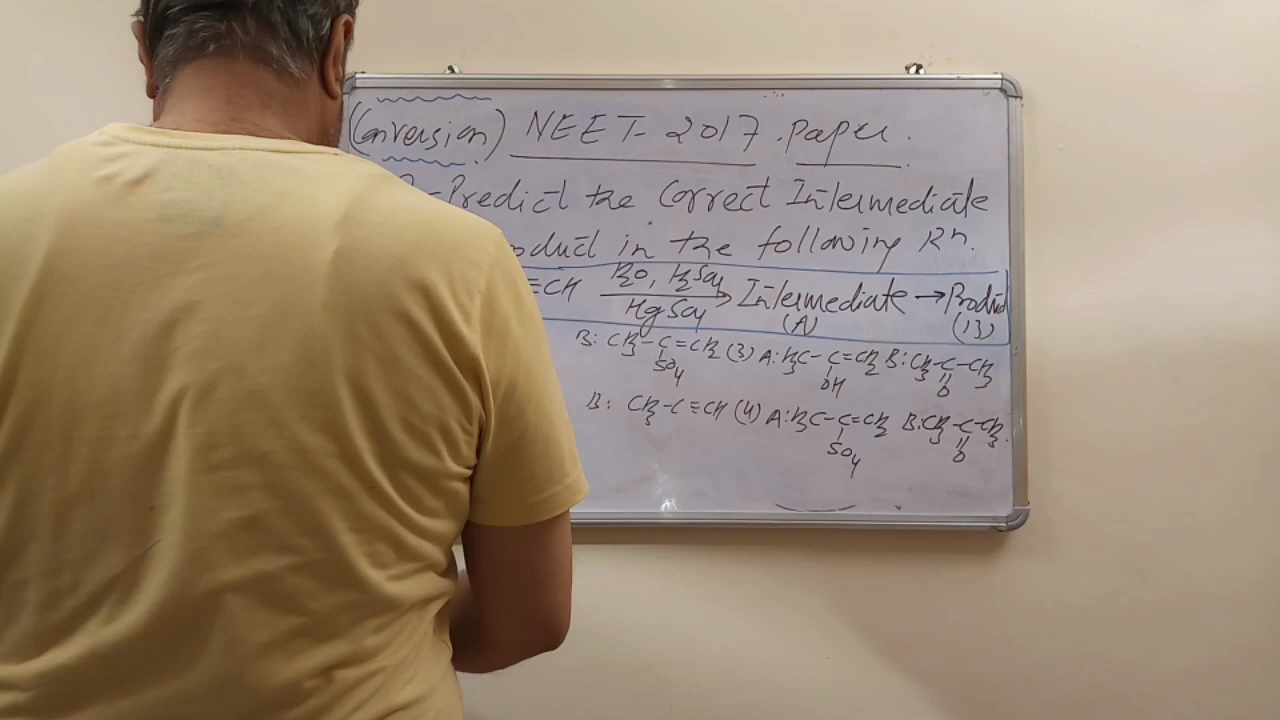 (Conversion) NEET-2017 .Paper.
-Predict the Correct Intermediate
oduct in the following Rn.
≡CH H2O, H2SO4 / HgSO4 → Intermediate (A) → Product (B)
B: CH3-C=CH2 (3) A: H3C-C=CH2 B: CH3-C-CH3
SO4 OH O
B: CH3-C≡CH (4) A: H3C-C=CH2 B: CH3-C-CH3.
SO4 O